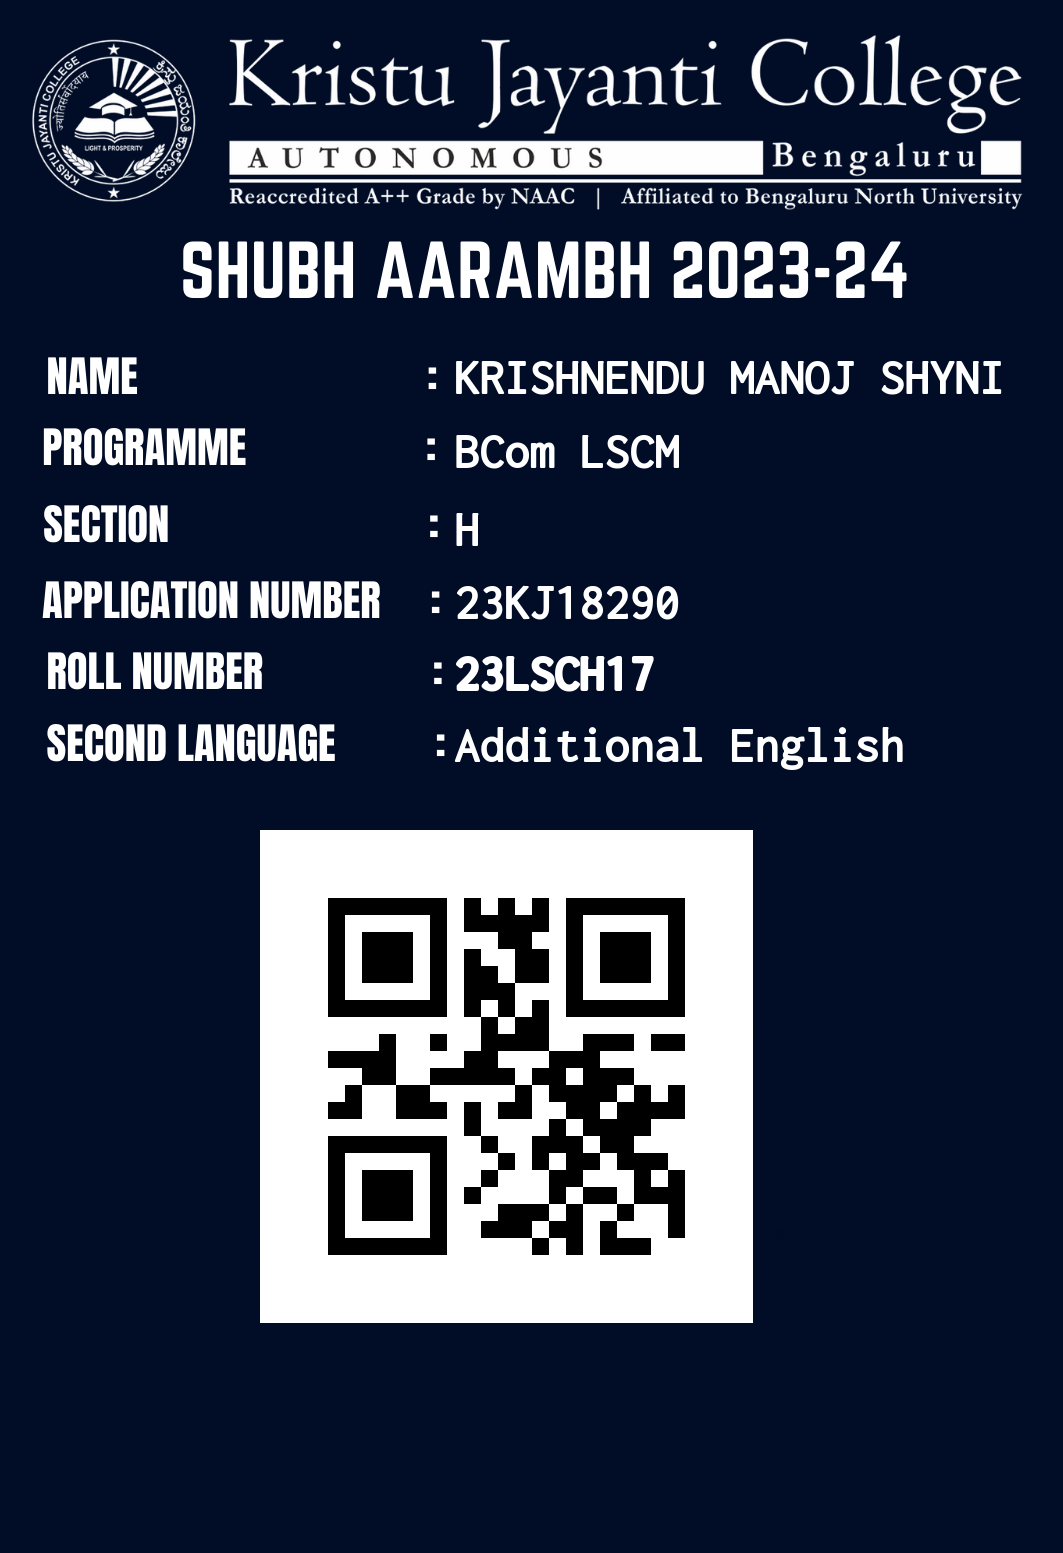 KRISTU JAYANTI COLLEGE
ಕ್ರಿಸ್ತು ಜಯಂತಿ ಕಾಲೇಜು
LIGHT & PROSPERITY
Kristu Jayanti College
AUTONOMOUS Bengaluru
Reaccredited A++ Grade by NAAC | Affiliated to Bengaluru North University
SHUBH AARAMBH 2023-24
NAME : KRISHNENDU MANOJ SHYNI
PROGRAMME : BCom LSCM
SECTION : H
APPLICATION NUMBER : 23KJ18290
ROLL NUMBER : 23LSCH17
SECOND LANGUAGE : Additional English